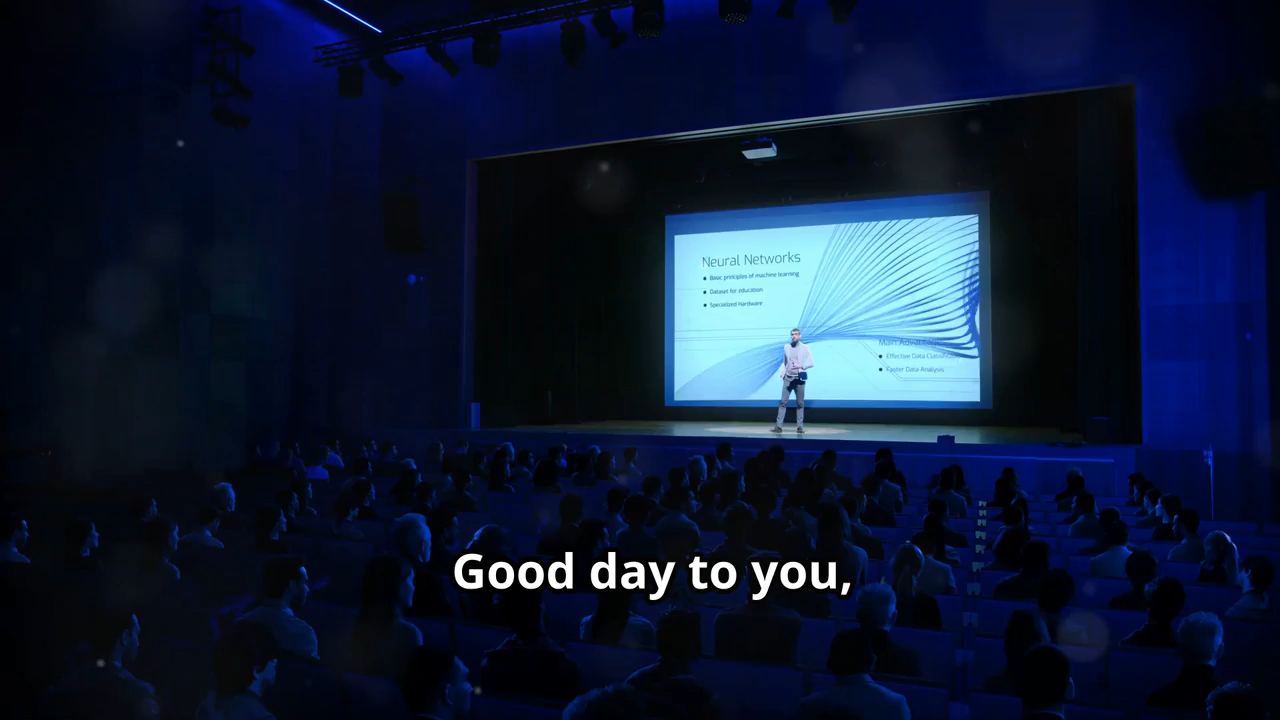 Neural Networks
Basic principles of machine learning
Dataset for education
Specialized Hardware
Effective Data
Faster Data Analysis
Good day to you,